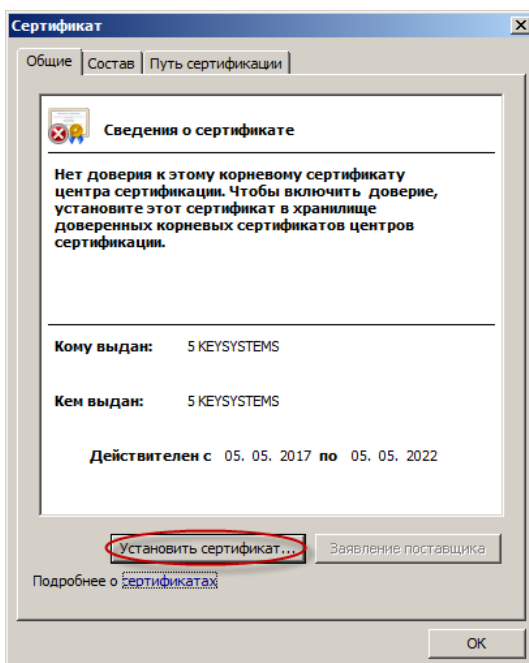 Сертификат
Общие Состав Путь сертификации
Сведения о сертификате
Нет доверия к этому корневому сертификату
центра сертификации. Чтобы включить доверие,
установите этот сертификат в хранилище
доверенных корневых сертификатов центров
сертификации.
Кому выдан: 5 KEYSYSTEMS
Кем выдан: 5 KEYSYSTEMS
Действителен с 05. 05. 2017 по 05. 05. 2022
Установить сертификат... Заявление поставщика
Подробнее о сертификатах
ОК